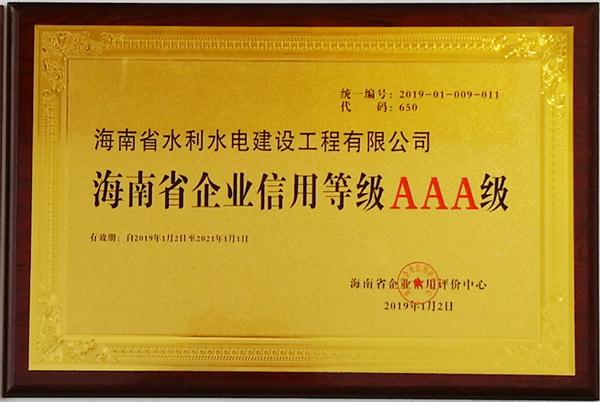 统一编号: 2019-01-009-011
代 码: 650
海南省水利水电建设工程有限公司
海南省企业信用等级AAA级
有效期: 自2019年1月2日至2021年1月1日
海南省企业信用评价中心
2019年1月2日